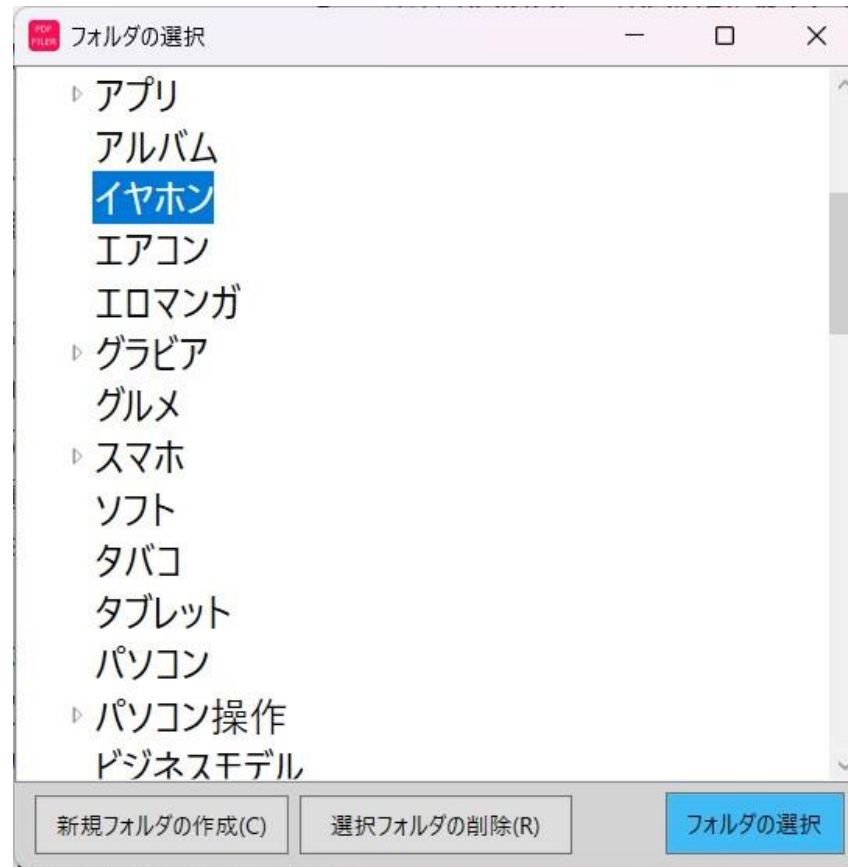 PDF
FILER
フォルダの選択
アプリ
アルバム
イヤホン
エアコン
エロマンガ
グラビア
グルメ
スマホ
ソフト
タバコ
タブレット
パソコン
パソコン操作
ビジネスモデル
新規フォルダの作成(C)
選択フォルダの削除(R)
フォルダの選択